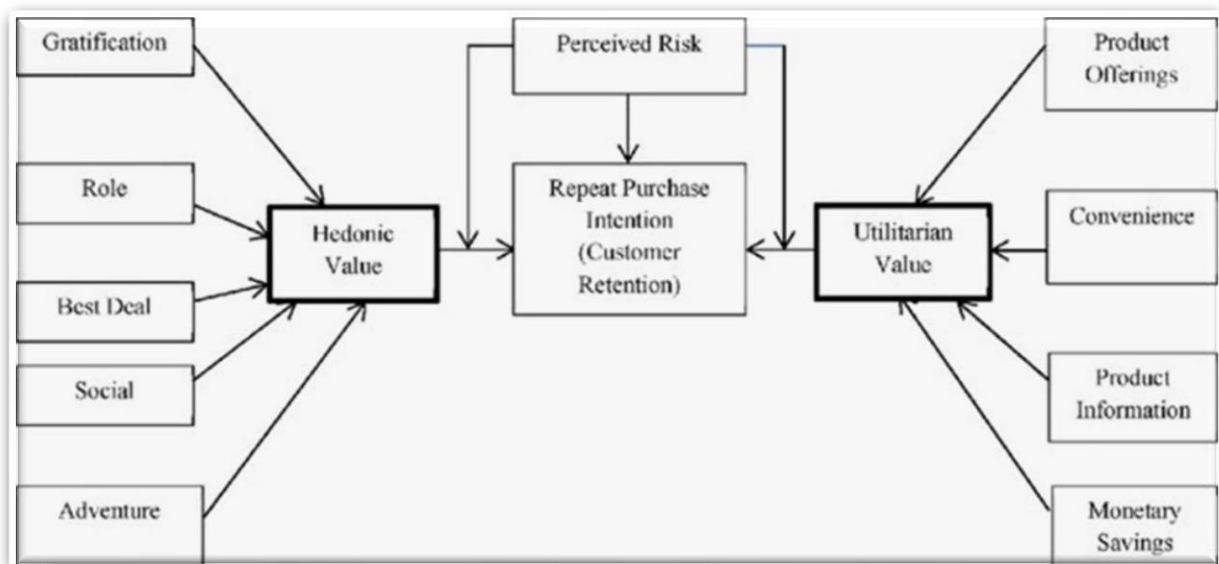 Gratification
Role
Best Deal
Social
Adventure
Hedonic
Value
Perceived Risk
Repeat Purchase
Intention
(Customer
Retention)
Utilitarian
Value
Product
Offerings
Convenience
Product
Information
Monetary
Savings